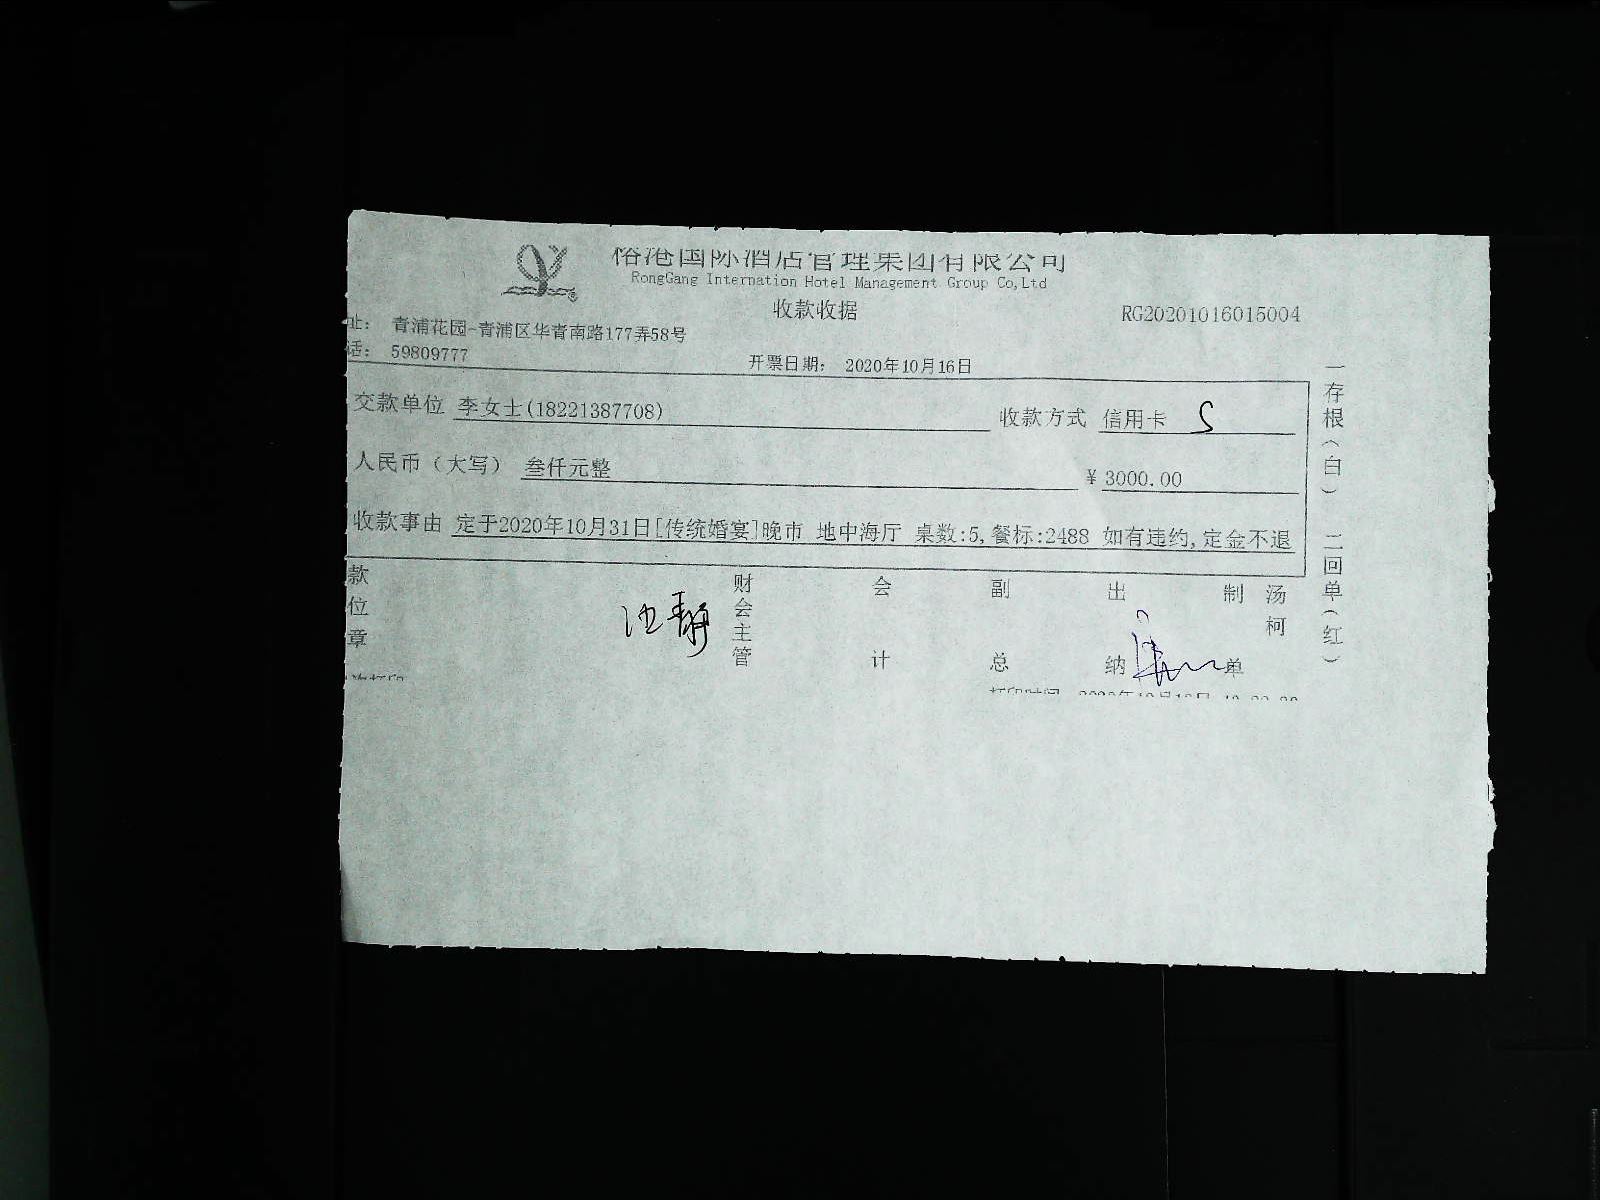 国际酒店管理集团有限公司
RongGang Internation Hotel Management Group Co,Ltd
收款收据
RG20201016015004
址： 青浦花园-青浦区华青南路177弄58号
话： 59809777
开票日期： 2020年10月16日
交款单位 李女士(18221387708) 收款方式 信用卡 S
人民币（大写） 叁仟元整 ￥3000.00
收款事由 定于2020年10月31日[传统婚宴]晚市 地中海厅 桌数:5,餐标:2488 如有违约,定金不退
款位章 财会主管 会计 副总 出纳 制单 汤柯
一存根（白） 二回单（红）